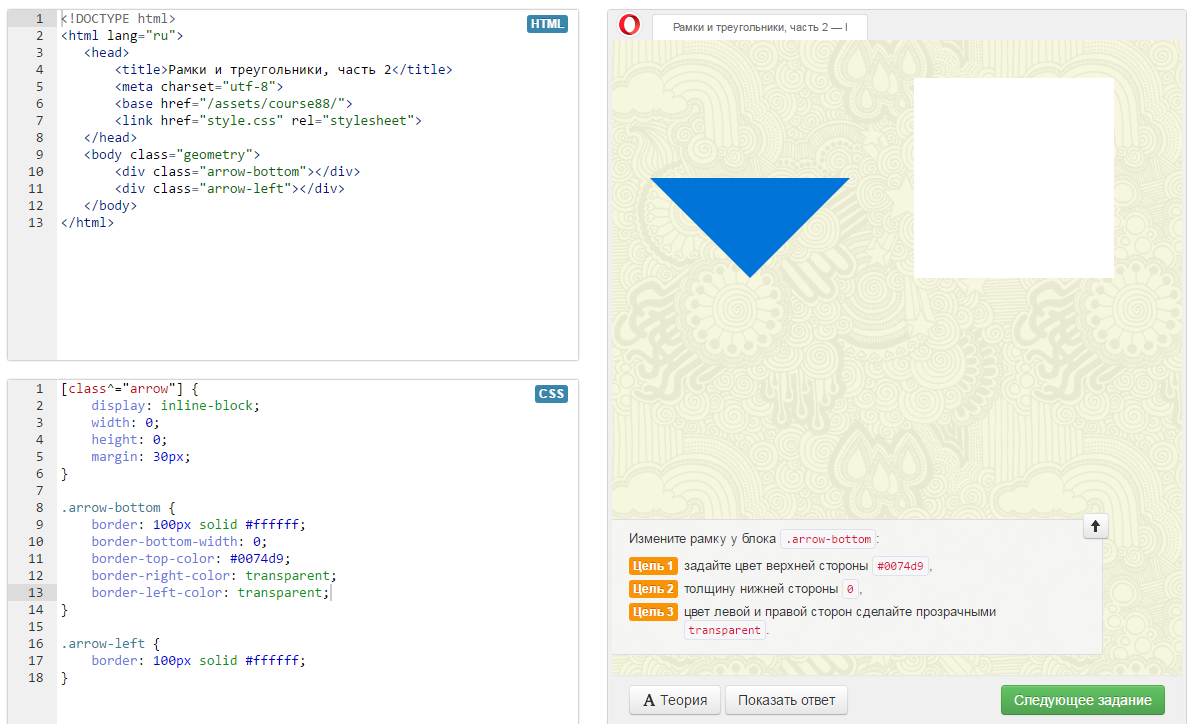 1 <!DOCTYPE html>
HTML
2 <html lang="ru">
3 <head>
4 <title>Рамки и треугольники, часть 2</title>
5 <meta charset="utf-8">
6 <base href="/assets/course88/">
7 <link href="style.css" rel="stylesheet">
8 </head>
9 <body class="geometry">
10 <div class="arrow-bottom"></div>
11 <div class="arrow-left"></div>
12 </body>
13 </html>
1 [class^="arrow"] {
CSS
2 display: inline-block;
3 width: 0;
4 height: 0;
5 margin: 30px;
6 }
7
8 .arrow-bottom {
9 border: 100px solid #ffffff;
10 border-bottom-width: 0;
11 border-top-color: #0074d9;
12 border-right-color: transparent;
13 border-left-color: transparent;
14 }
15
16 .arrow-left {
17 border: 100px solid #ffffff;
18 }
Рамки и треугольники, часть 2 —
Измените рамку у блока .arrow-bottom:
Цель 1 задайте цвет верхней стороны #0074d9,
Цель 2 толщину нижней стороны 0,
Цель 3 цвет левой и правой сторон сделайте прозрачными
transparent.
A Теория
Показать ответ
Следующее задание